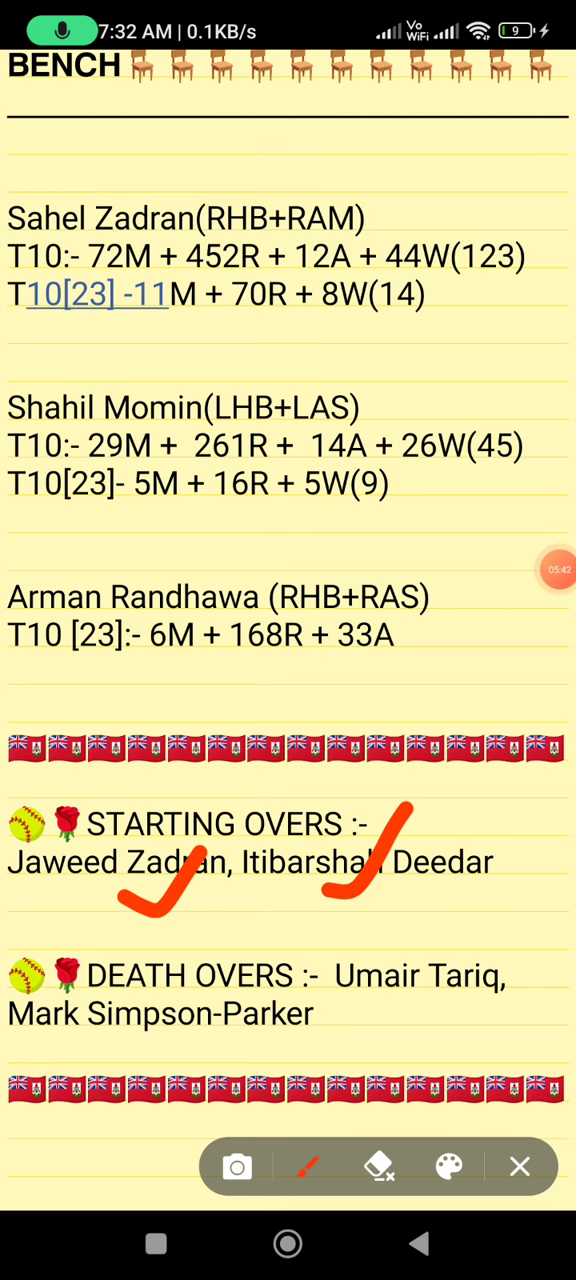 7:32 AM | 0.1KB/s
Vo WiFi
9
BENCH
Sahel Zadran(RHB+RAM)
T10:- 72M + 452R + 12A + 44W(123)
T10[23] -11M + 70R + 8W(14)
Shahil Momin(LHB+LAS)
T10:- 29M + 261R + 14A + 26W(45)
T10[23]- 5M + 16R + 5W(9)
05:42
Arman Randhawa (RHB+RAS)
T10 [23]:- 6M + 168R + 33A
STARTING OVERS :-
Jaweed Zadran, Itibarshah Deedar
DEATH OVERS :- Umair Tariq,
Mark Simpson-Parker